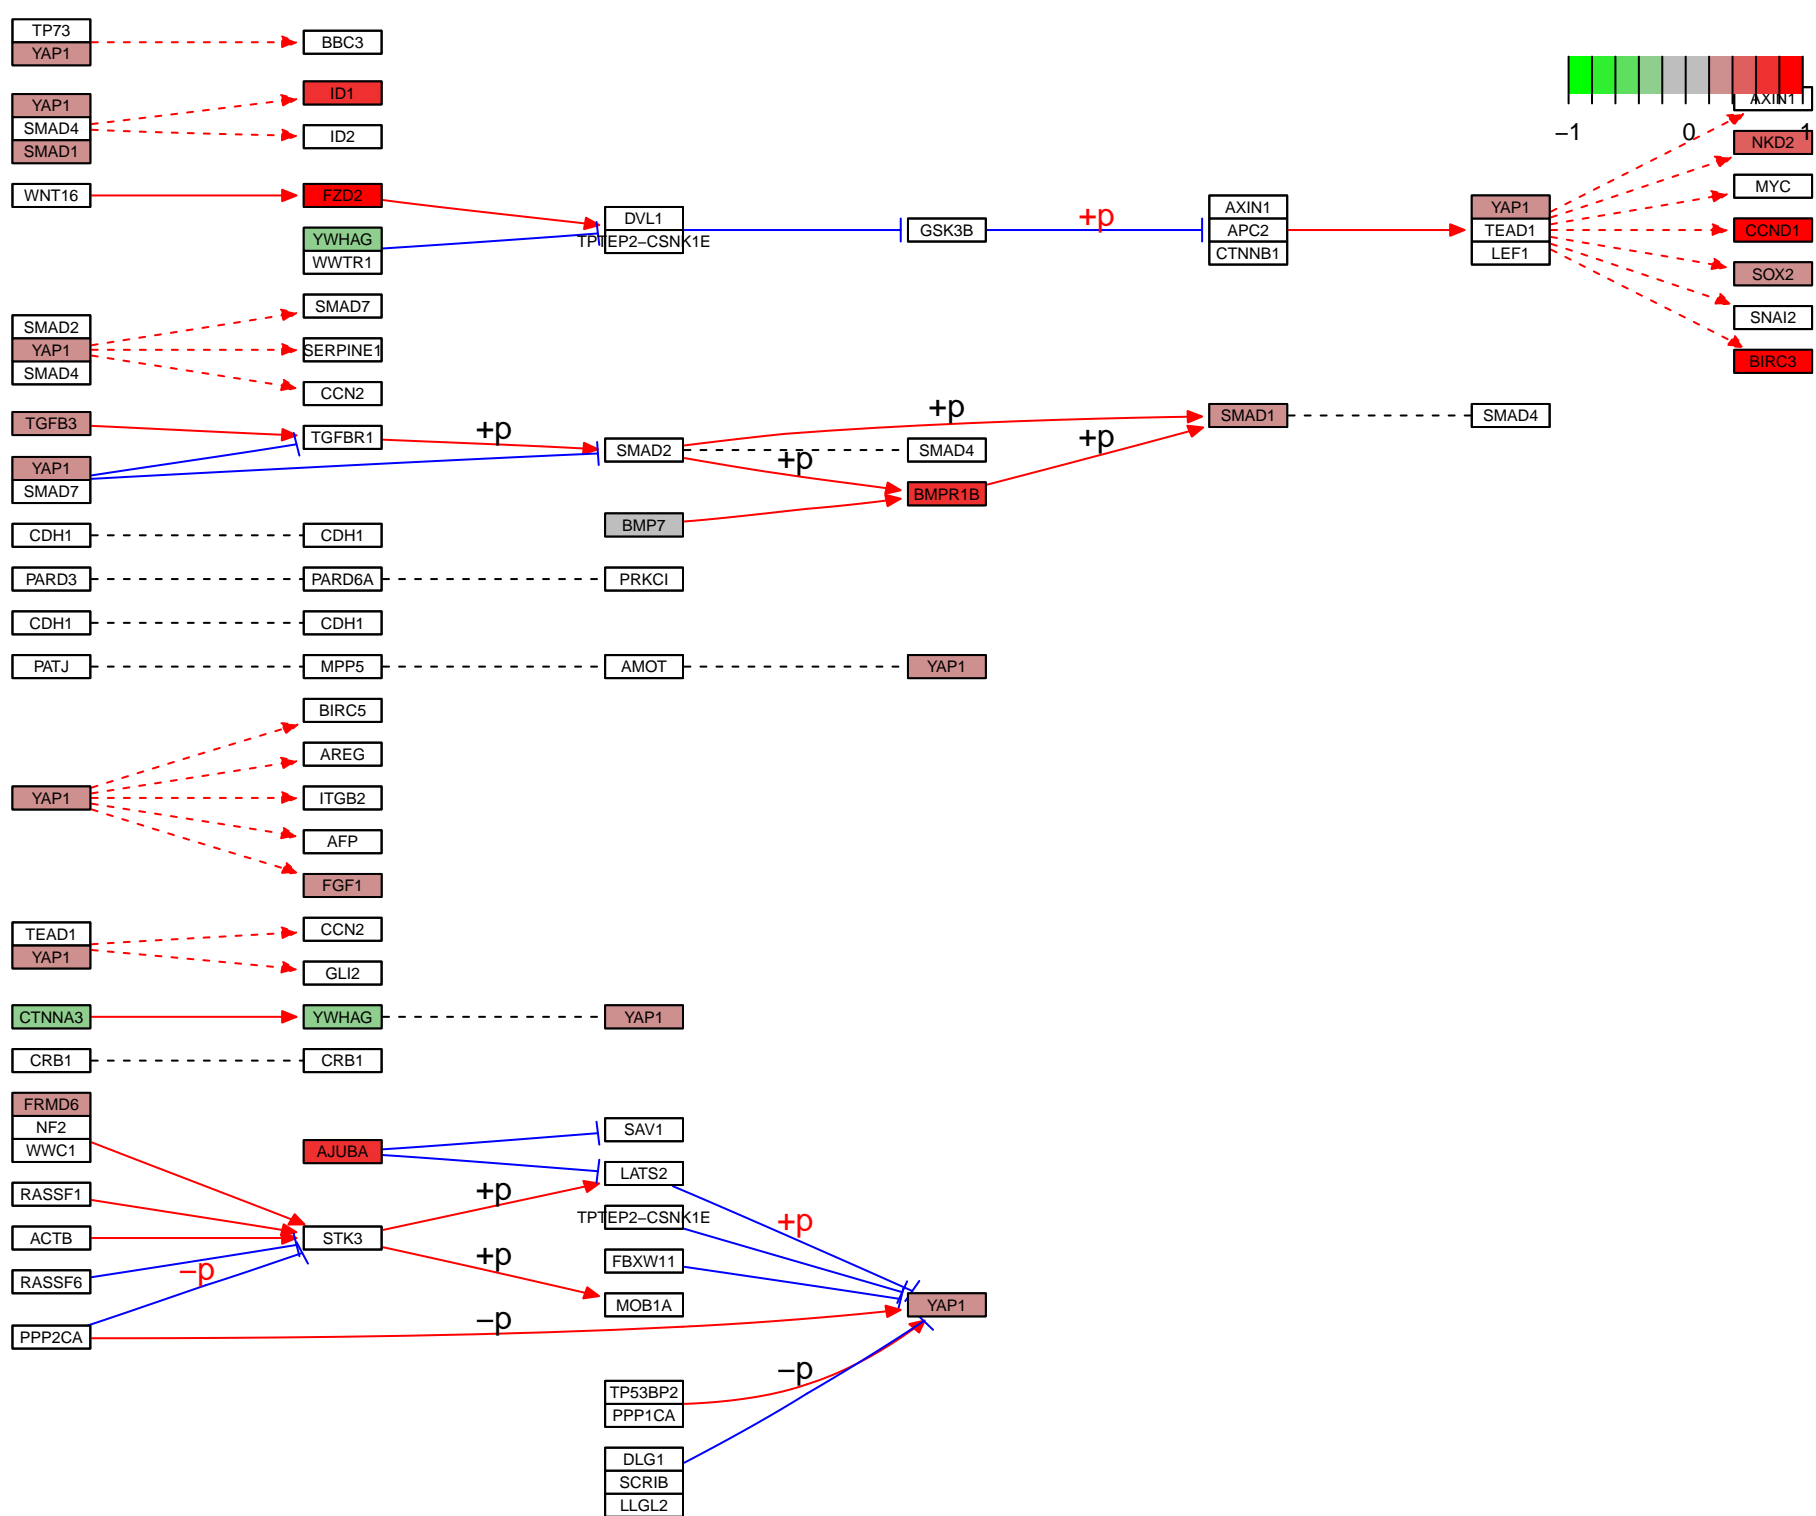 TP73
YAP1
BBC3
YAP1
SMAD4
SMAD1
ID1
ID2
−1
0
1
AXIN1
NKD2
MYC
CCND1
SOX2
SNAI2
BIRC3
WNT16
FZD2
YWHAG
WWTR1
DVL1
TPTEP2−CSNK1E
GSK3B
+p
AXIN1
APC2
CTNNB1
YAP1
TEAD1
LEF1
SMAD2
YAP1
SMAD4
SMAD7
SERPINE1
CCN2
TGFB3
YAP1
SMAD7
TGFBR1
+p
SMAD2
+p
SMAD4
+p
BMPR1B
BMP7
+p
SMAD1
SMAD4
CDH1
CDH1
PARD3
PARD6A
PRKCI
CDH1
CDH1
PATJ
MPP5
AMOT
YAP1
YAP1
BIRC5
AREG
ITGB2
AFP
FGF1
TEAD1
YAP1
CCN2
GLI2
CTNNA3
YWHAG
YAP1
CRB1
CRB1
FRMD6
NF2
WWC1
RASSF1
ACTB
RASSF6
PPP2CA
−p
AJUBA
STK3
+p
+p
−p
SAV1
LATS2
TPTEP2−CSNK1E
FBXW11
MOB1A
+p
YAP1
−p
TP53BP2
PPP1CA
DLG1
SCRIB
LLGL2